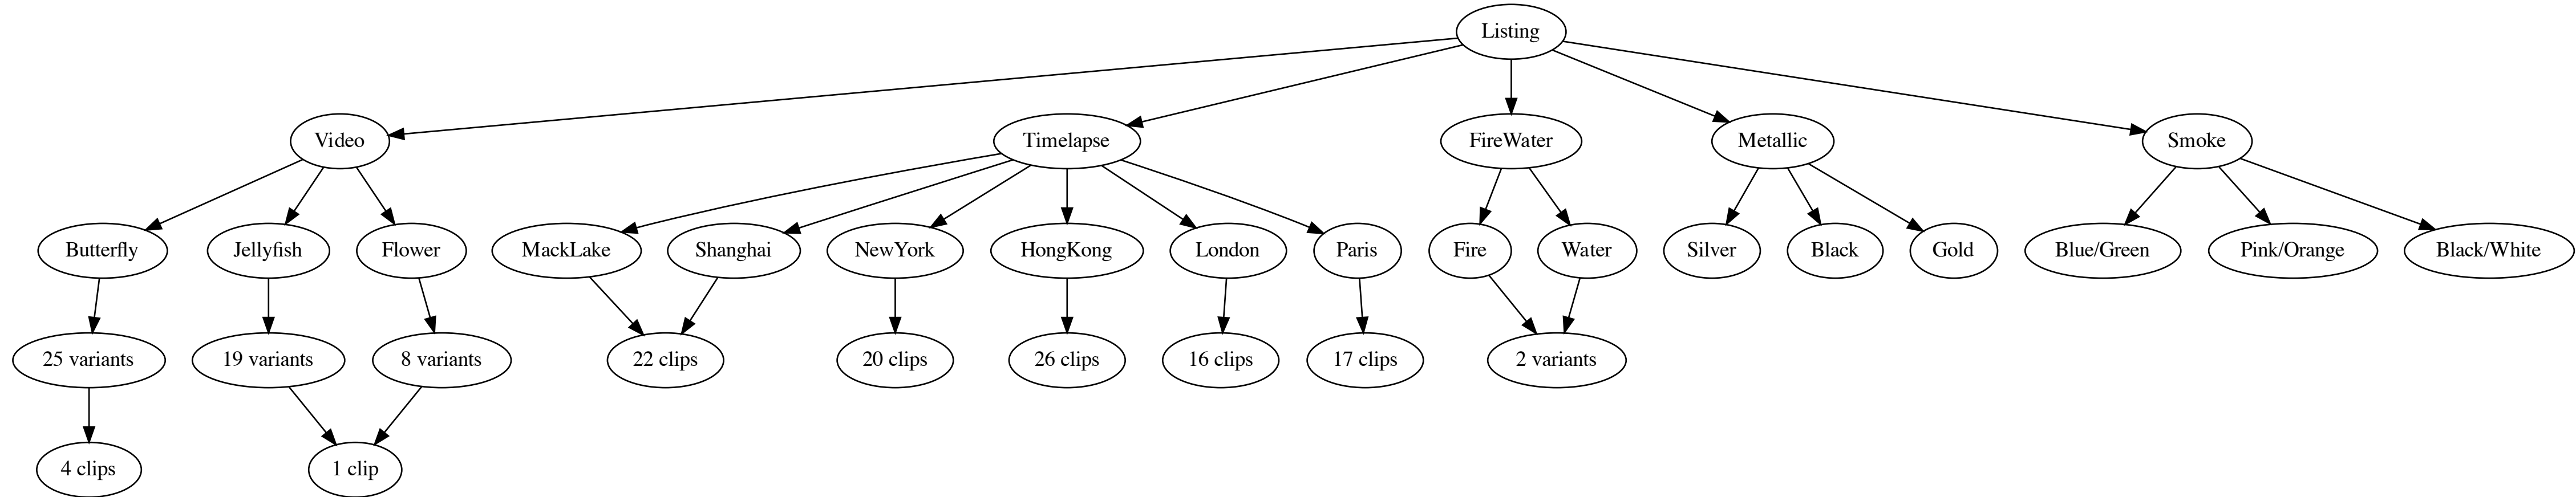 Listing
Video
Timelapse
FireWater
Metallic
Smoke
Butterfly
Jellyfish
Flower
MackLake
Shanghai
NewYork
HongKong
London
Paris
Fire
Water
Silver
Black
Gold
Blue/Green
Pink/Orange
Black/White
25 variants
19 variants
8 variants
22 clips
20 clips
26 clips
16 clips
17 clips
2 variants
4 clips
1 clip